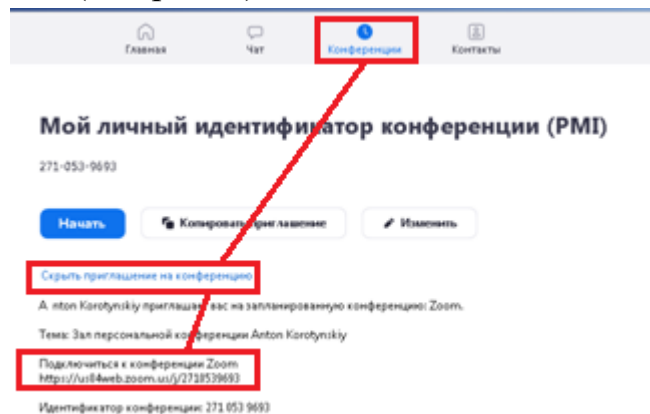 Главная Чат Конференции Контакты
Мой личный идентификатор конференции (PMI)
271-053-9693
Начать Копировать приглашение Изменить
Скрыть приглашение на конференцию
Anton Korotynskiy приглашает вас на запланированную конференцию: Zoom.
Тема: Зал персональной конференции Anton Korotynskiy
Подключиться к конференции Zoom
https://us04web.zoom.us/j/2710539693
Идентификатор конференции: 271 053 9693